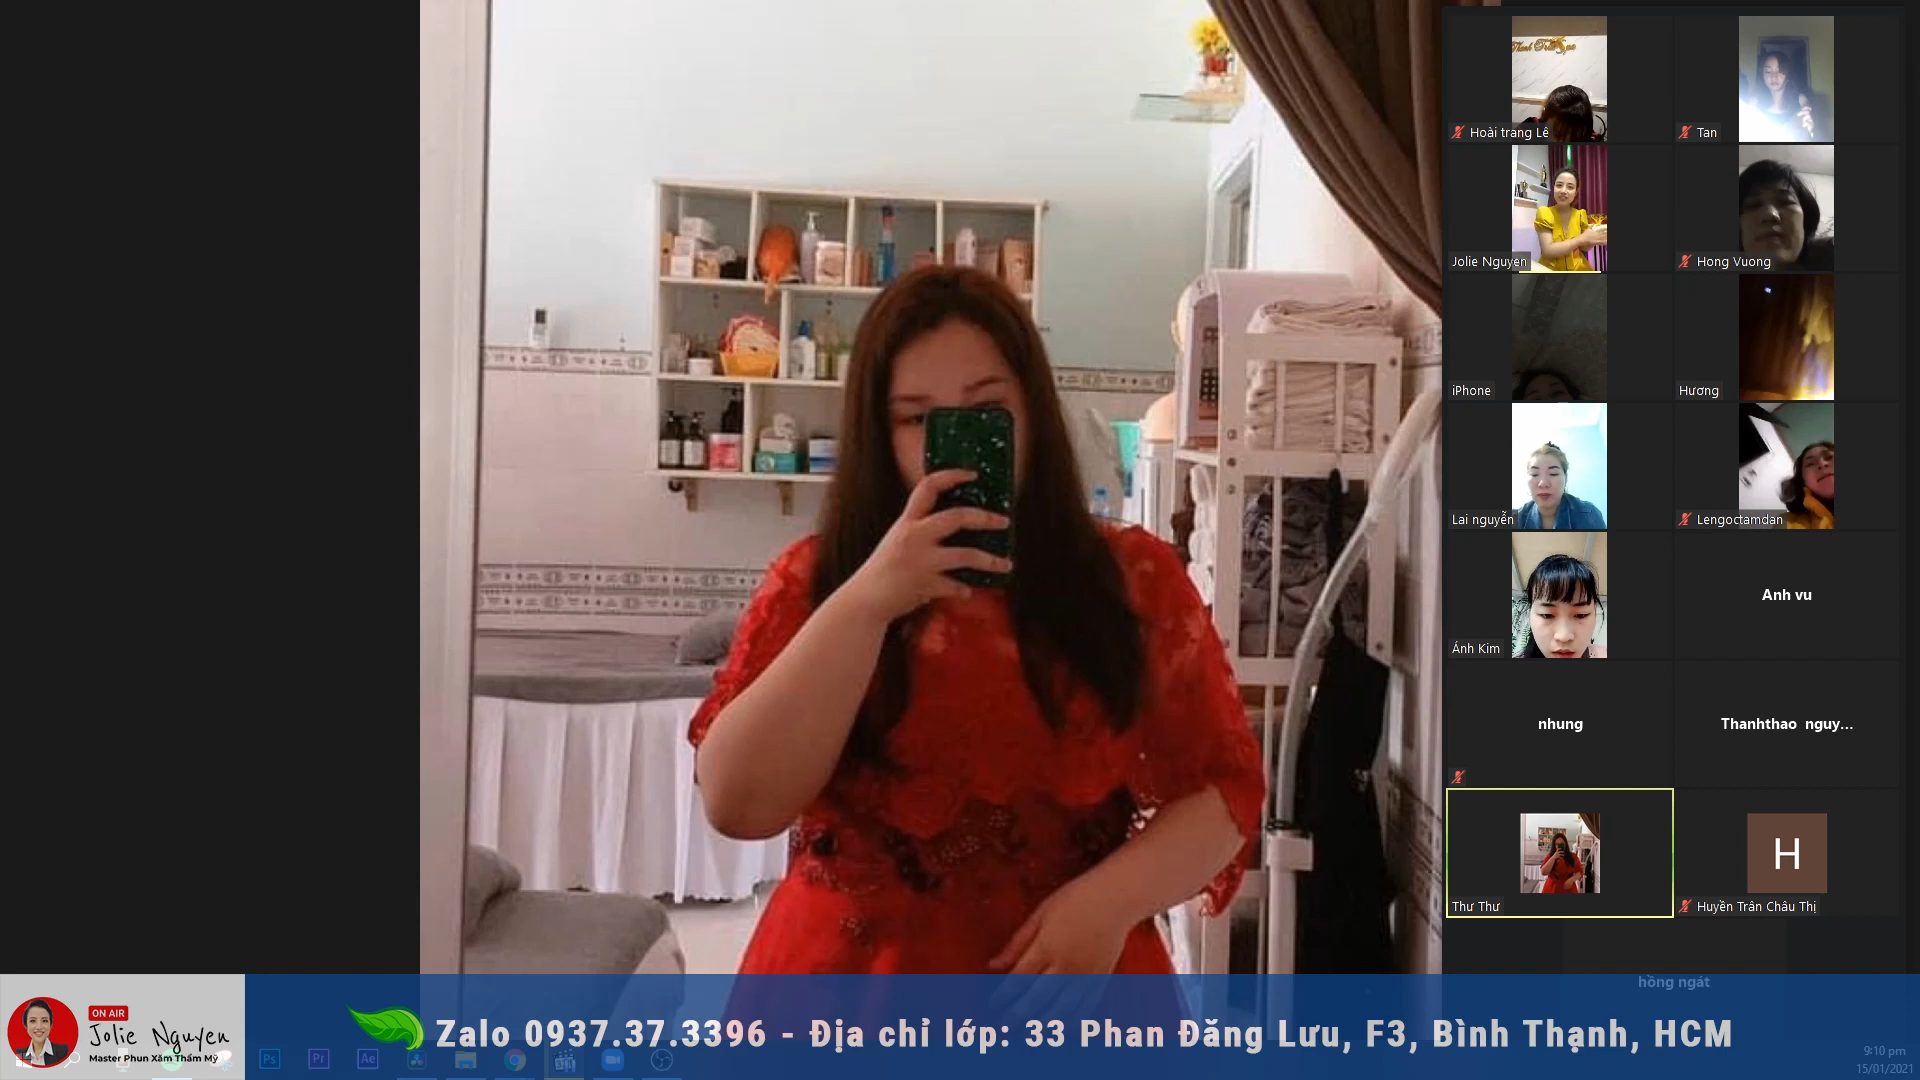 Hoài trang Lê
Tan
Jolie Nguyen
Hong Vuong
iPhone
Hương
Lai nguyễn
Lengoctamdan
Ánh Kim
Anh vu
nhung
Thanhthao nguy...
Thư Thư
H
Huyền Trân Châu Thị
hồng ngát
ON AIR
Jolie Nguyen
Master Phun Xăm Thẩm Mỹ
Zalo 0937.37.3396 - Địa chỉ lớp: 33 Phan Đăng Lưu, F3, Bình Thạnh, HCM
Ps
Pr
Ae
9:10 pm
15/01/2021